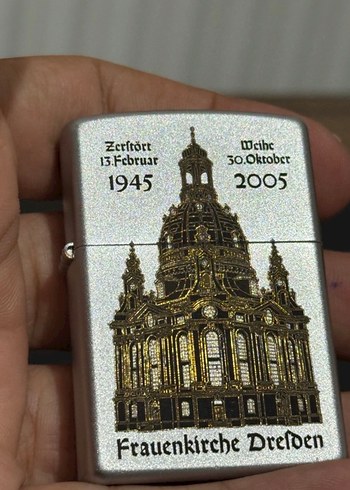 Zerſtört
13.Februar
1945
Weihe
30.Oktober
2005
Frauenkirche Dreſden